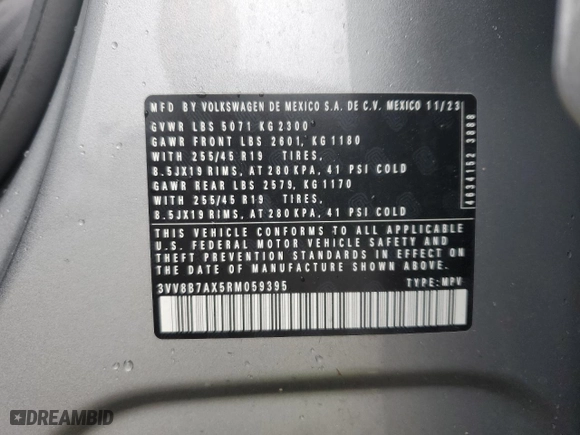 MFD BY VOLKSWAGEN DE MEXICO S.A. DE C.V. MEXICO 11/23
GVWR LBS 5071 KG 2300
GAWR FRONT LBS 2601, KG 1180
WITH 255/45 R19 TIRES,
8.5JX19 RIMS, AT 280 KPA, 41 PSI COLD
GAWR REAR LBS 2579, KG 1170
WITH 255/45 R19 TIRES,
8.5JX19 RIMS, AT 280 KPA, 41 PSI COLD
THIS VEHICLE CONFORMS TO ALL APPLICABLE
U.S. FEDERAL MOTOR VEHICLE SAFETY AND
THEFT PREVENTION STANDARDS IN EFFECT ON
THE DATE OF MANUFACTURE SHOWN ABOVE
3VV8B7AX5RM059395 TYPE: MPV
4634152 3888
DREAMBID